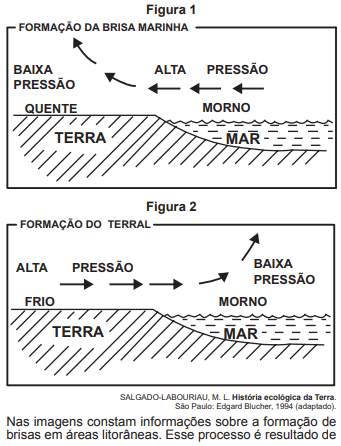 Figura 1
FORMAÇÃO DA BRISA MARINHA
BAIXA PRESSÃO
ALTA PRESSÃO
QUENTE
MORNO
TERRA
MAR
Figura 2
FORMAÇÃO DO TERRAL
ALTA PRESSÃO
BAIXA PRESSÃO
FRIO
MORNO
TERRA
MAR
SALGADO-LABOURIAU, M. L. História ecológica da Terra.
São Paulo: Edgard Blucher, 1994 (adaptado).
Nas imagens constam informações sobre a formação de
brisas em áreas litorâneas. Esse processo é resultado de